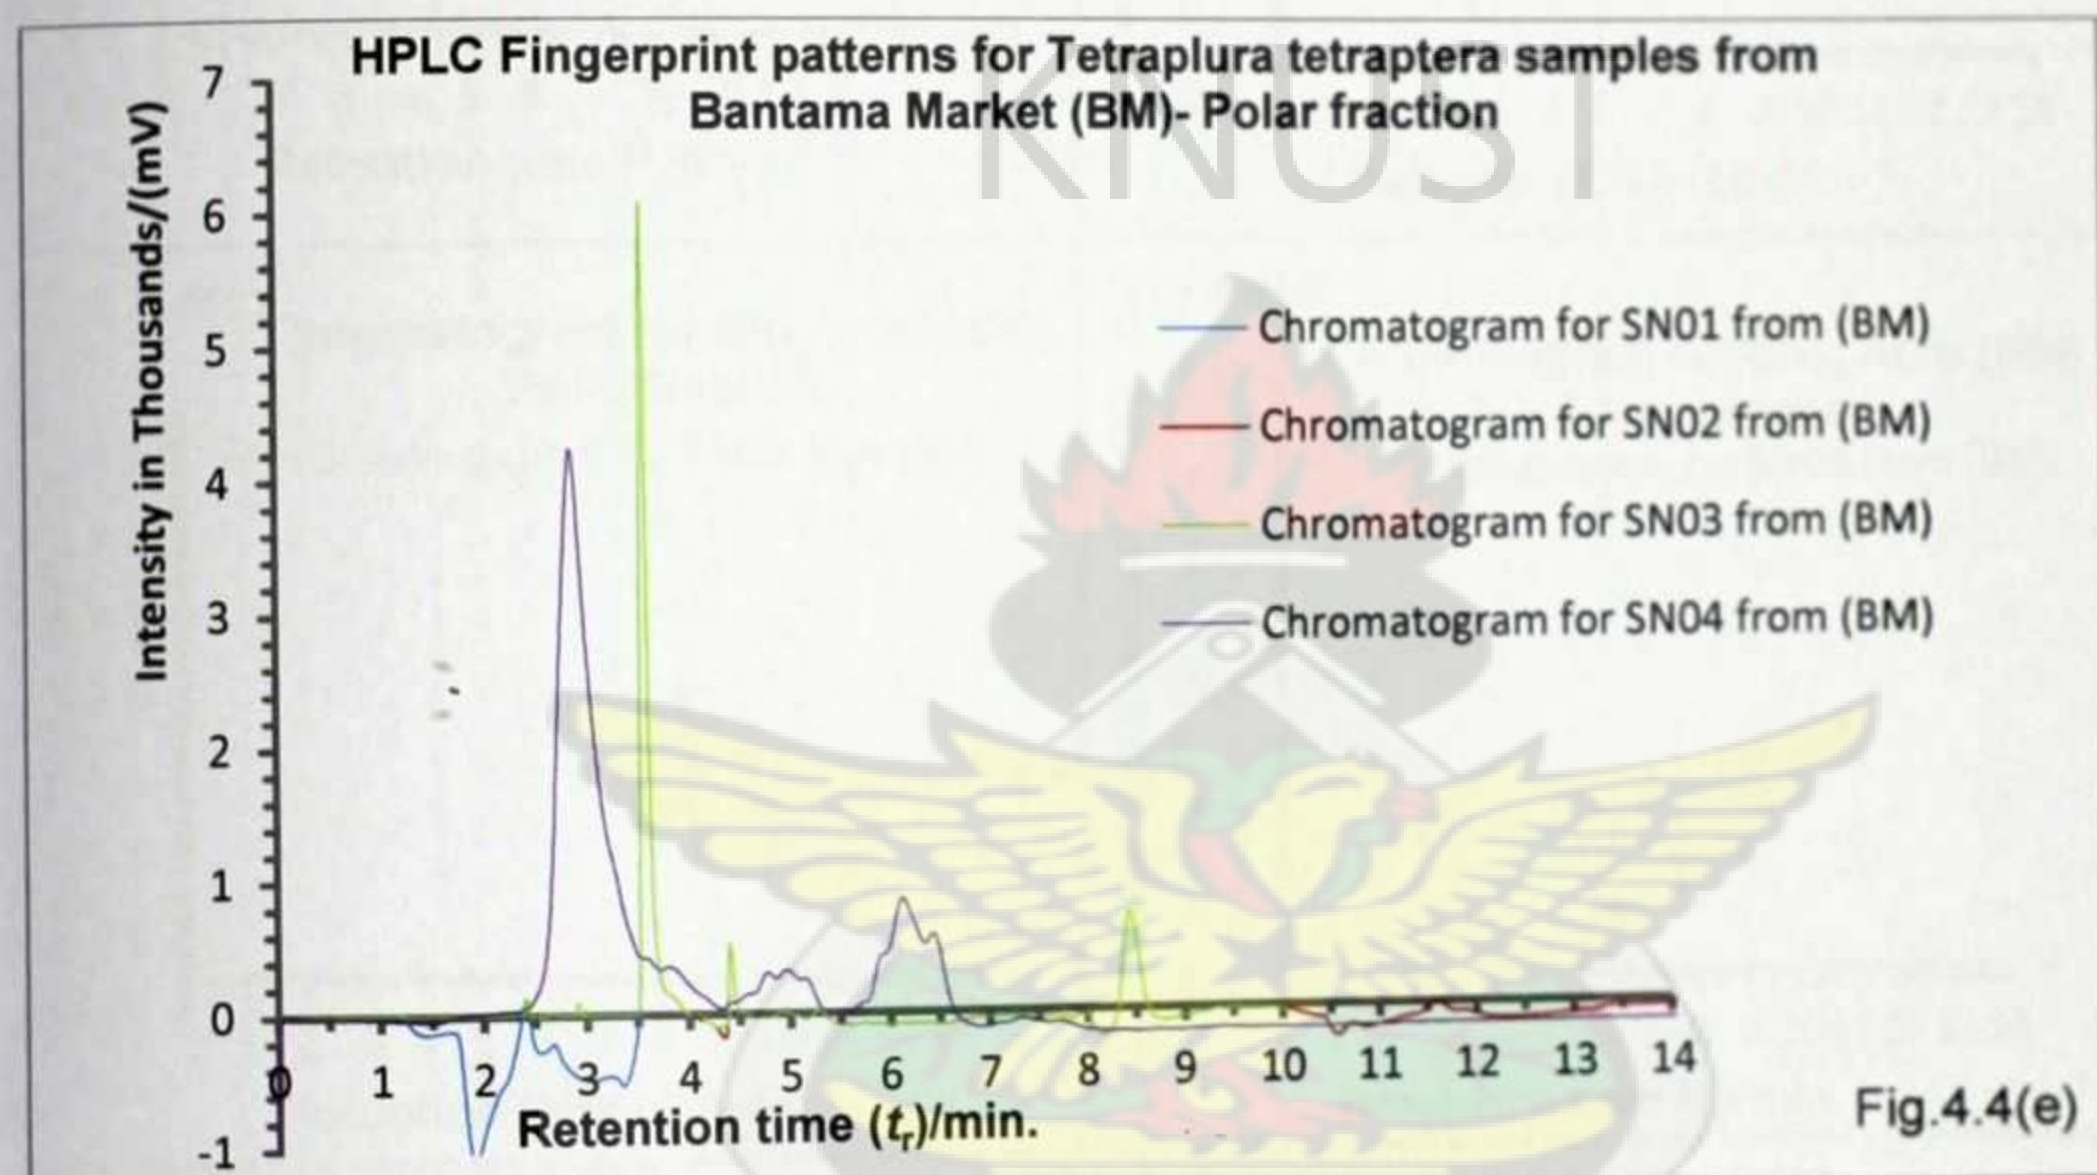 HPLC Fingerprint patterns for Tetraplura tetraptera samples from
Bantama Market (BM)- Polar fraction
KNUST
Intensity in Thousands/(mV)
7
6
5
4
3
2
1
0
-1
Chromatogram for SN01 from (BM)
Chromatogram for SN02 from (BM)
Chromatogram for SN03 from (BM)
Chromatogram for SN04 from (BM)
0 1 2 3 4 5 6 7 8 9 10 11 12 13 14
Retention time (tr)/min.
Fig.4.4(e)